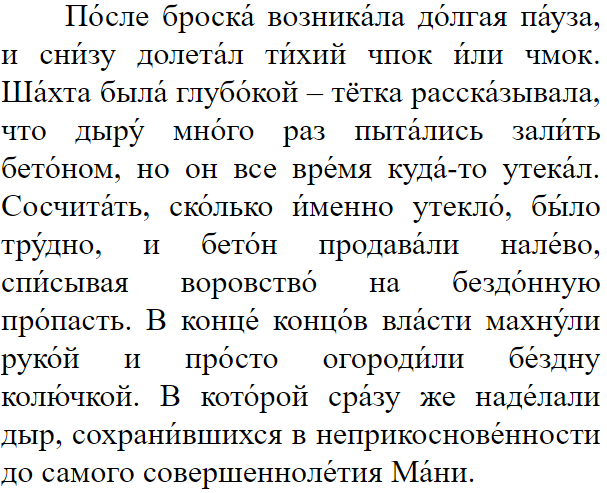 По́сле броска́ возника́ла до́лгая па́уза,
и сни́зу долета́л ти́хий чпок и́ли чмок.
Ша́хта была́ глубо́кой – тётка расска́зывала,
что дыру́ мно́го раз пыта́лись зали́ть
бето́ном, но он все вре́мя куда́-то утека́л.
Сосчита́ть, ско́лько и́менно утекло́, бы́ло
тру́дно, и бето́н продава́ли нале́во,
спи́сывая воровство́ на бездо́нную
про́пасть. В конце́ концо́в вла́сти махну́ли
руко́й и про́сто огороди́ли бе́здну
колю́чкой. В кото́рой сра́зу же наде́лали
дыр, сохрани́вшихся в неприкоснове́нности
до самого совершенноле́тия Ма́ни.